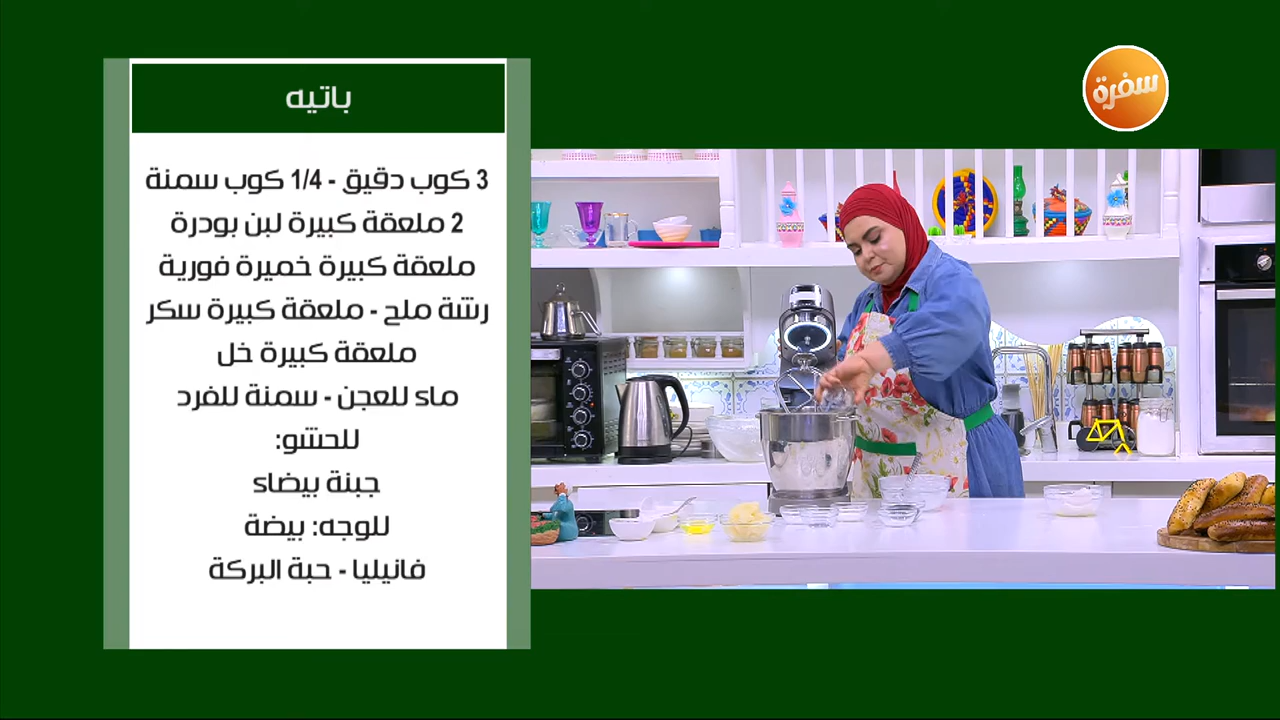 سفرة
باتيه
3 كوب دقيق - 1/4 كوب سمنة
2 ملعقة كبيرة لبن بودرة
ملعقة كبيرة خميرة فورية
رشة ملح - ملعقة كبيرة سكر
ملعقة كبيرة خل
ماء للعجن - سمنة للفرد
للحشو:
جبنة بيضاء
للوجه: بيضة
فانيليا - حبة البركة